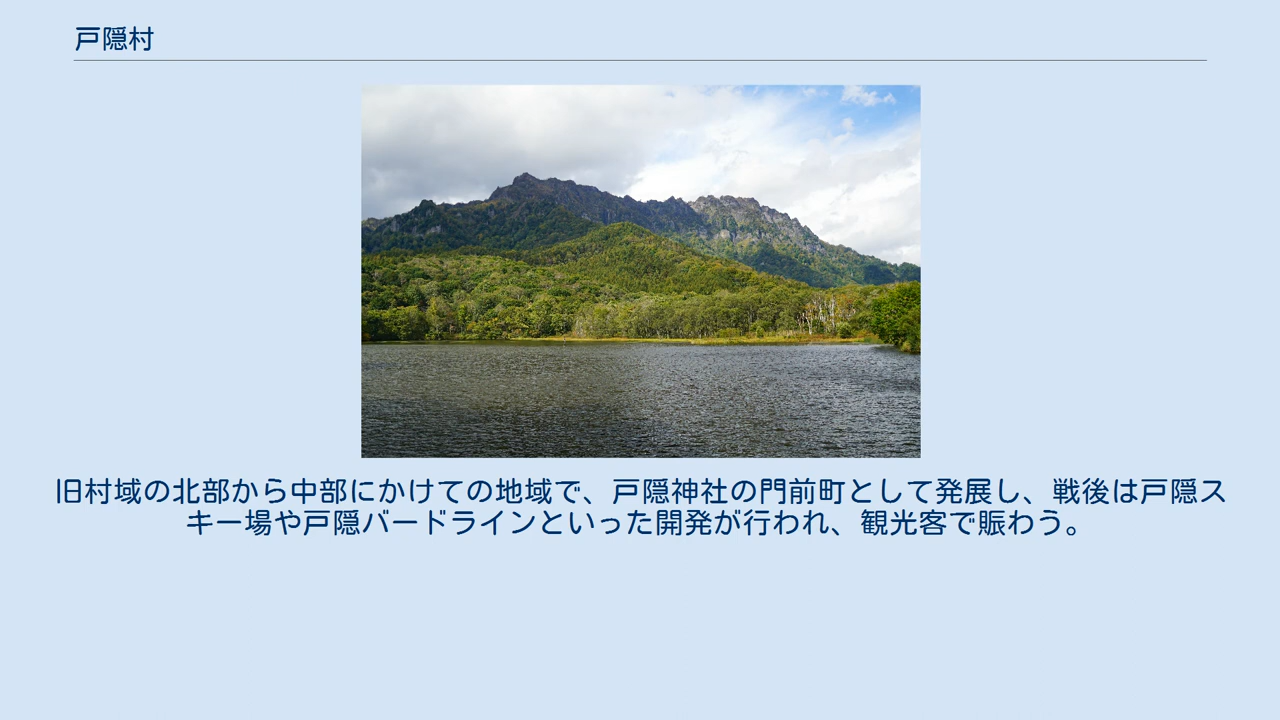 戸隠村
旧村域の北部から中部にかけての地域で、戸隠神社の門前町として発展し、戦後は戸隠ス
キー場や戸隠バードラインといった開発が行われ、観光客で賑わう。